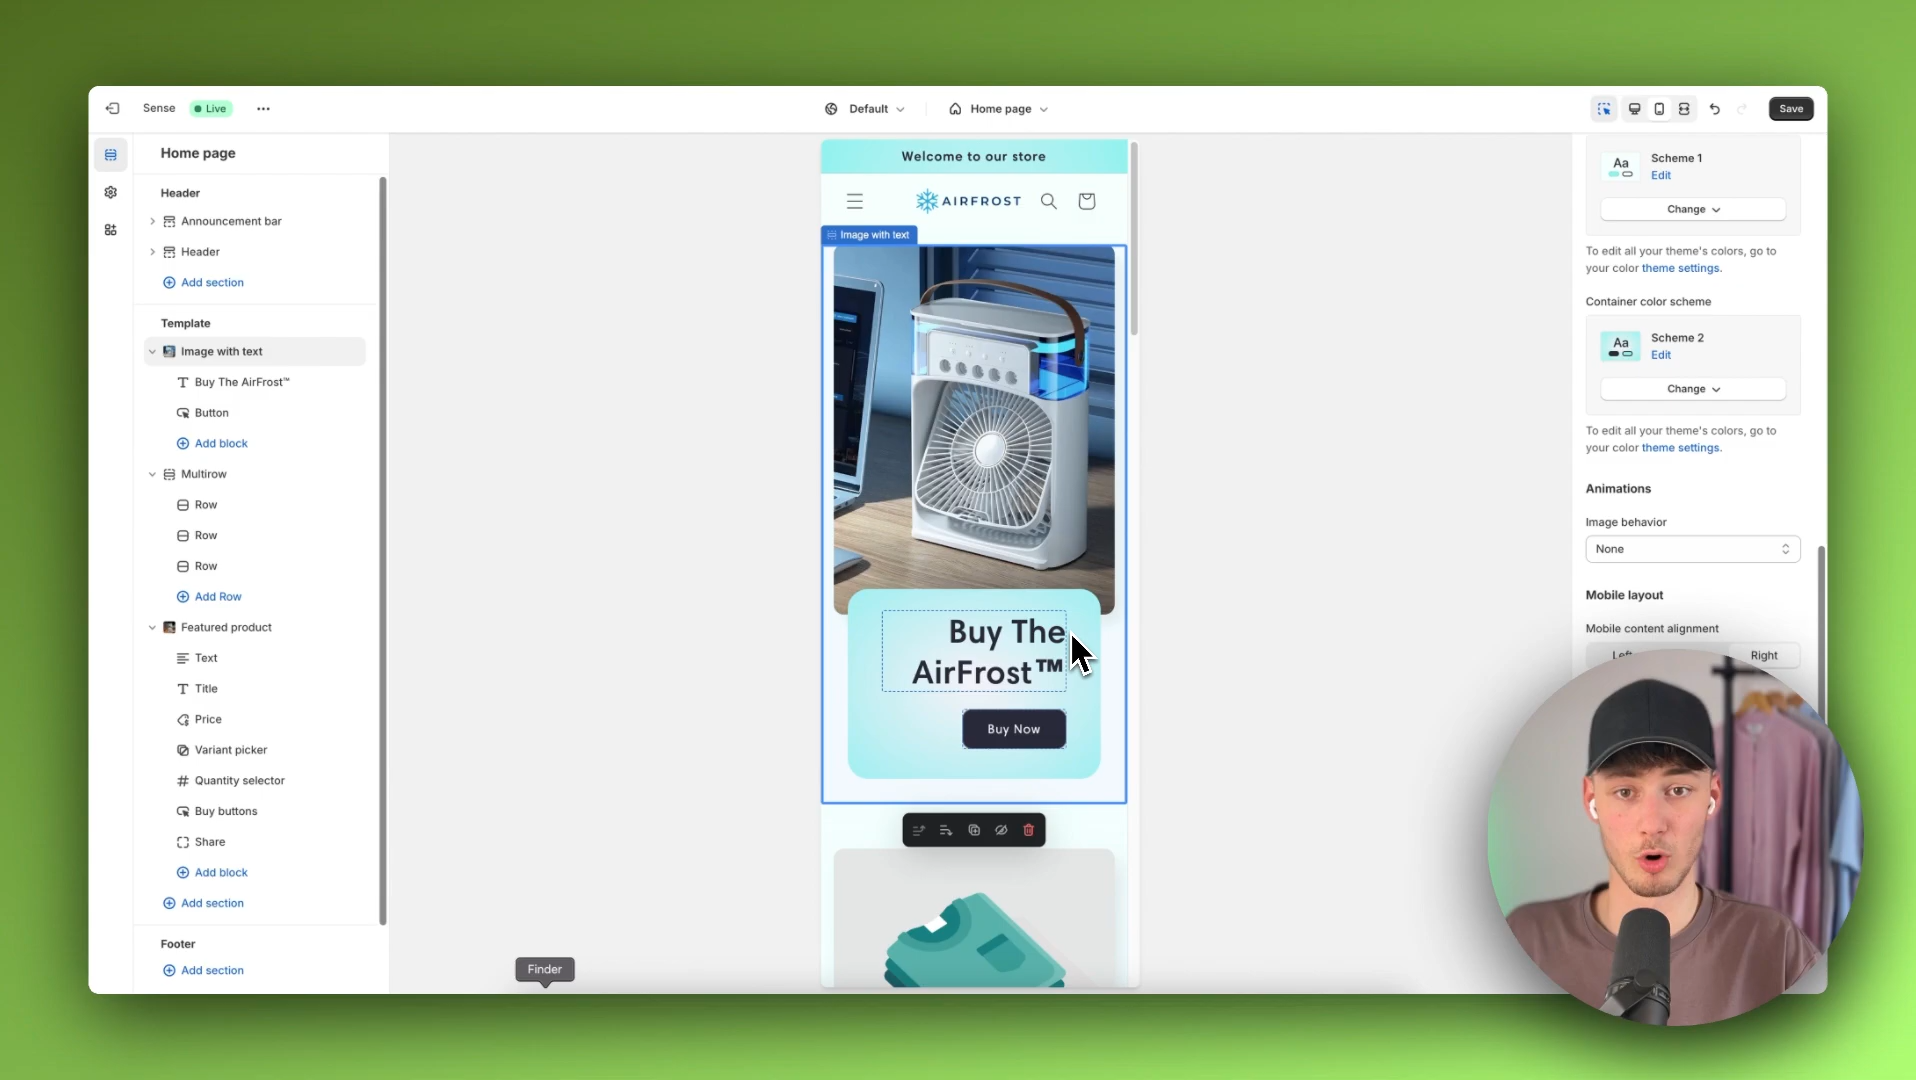 Sense
Live
Default
Home page
Save
Home page
Header
Announcement bar
Header
Add section
Template
Image with text
Buy The AirFrost™
Button
Add block
Multirow
Row
Row
Row
Add Row
Featured product
Text
Title
Price
Variant picker
Quantity selector
Buy buttons
Share
Add block
Add section
Footer
Add section
Finder
Welcome to our store
AIRFROST
Image with text
Buy The
AirFrost™
Buy Now
Aa
Scheme 1
Edit
Change
To edit all your theme's colors, go to
your color theme settings.
Container color scheme
Aa
Scheme 2
Edit
Change
To edit all your theme's colors, go to
your color theme settings.
Animations
Image behavior
None
Mobile layout
Mobile content alignment
Left
Right